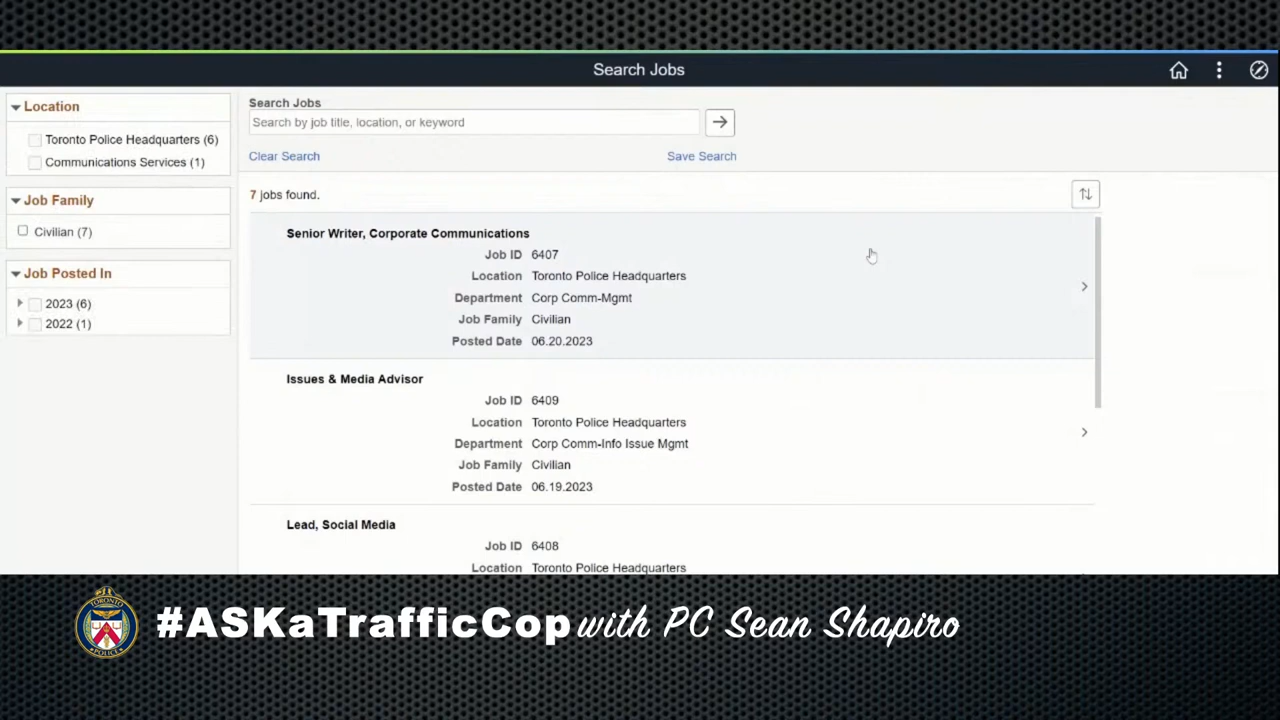 Search Jobs
Location
Toronto Police Headquarters (6)
Communications Services (1)
Job Family
Civilian (7)
Job Posted In
2023 (6)
2022 (1)
Search Jobs
Search by job title, location, or keyword
Clear Search Save Search
7 jobs found.
Senior Writer, Corporate Communications
Job ID 6407
Location Toronto Police Headquarters
Department Corp Comm-Mgmt
Job Family Civilian
Posted Date 06.20.2023
Issues & Media Advisor
Job ID 6409
Location Toronto Police Headquarters
Department Corp Comm-Info Issue Mgmt
Job Family Civilian
Posted Date 06.19.2023
Lead, Social Media
Job ID 6408
Location Toronto Police Headquarters
TORONTO
POLICE
#ASKaTrafficCop with PC Sean Shapiro